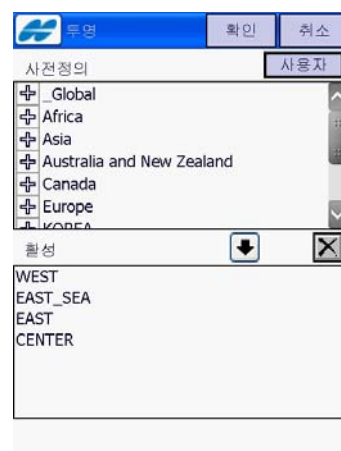 투영 확인 취소
사전정의 사용자
_Global
Africa
Asia
Australia and New Zealand
Canada
Europe
KOREA
활성
WEST
EAST_SEA
EAST
CENTER